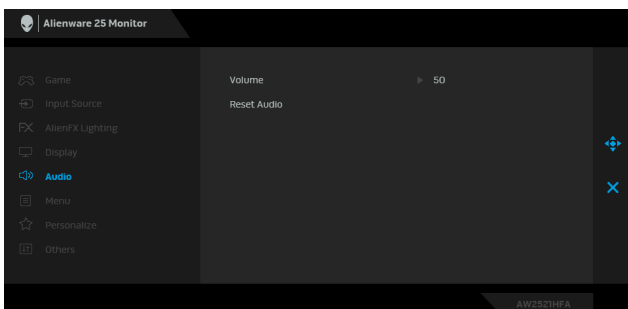 Alienware 25 Monitor
Game
Input Source
AlienFX Lighting
Display
Audio
Menu
Personalize
Others
Volume 50
Reset Audio
AW2521HFA